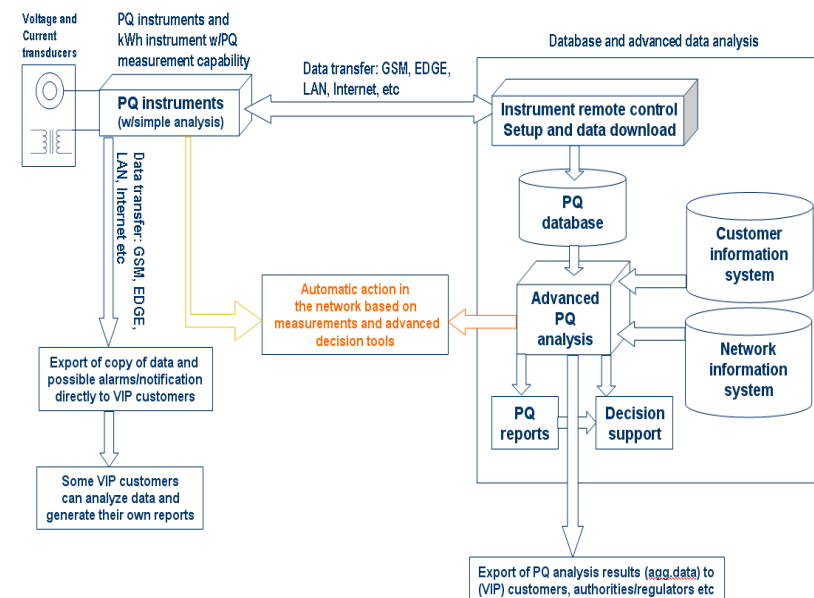 Voltage and
Current
transducers
PQ instruments and
kWh instrument w/PQ
measurement capability
Database and advanced data analysis
Data transfer: GSM, EDGE,
LAN, Internet, etc
PQ instruments
(w/simple analysis)
Instrument remote control
Setup and data download
Data transfer: GSM, EDGE,
LAN, Internet etc
PQ
database
Customer
information
system
Automatic action in
the network based on
measurements and advanced
decision tools
Advanced
PQ
analysis
Network
information
system
Export of copy of data and
possible alarms/notification
directly to VIP customers
PQ
reports
Decision
support
Some VIP customers
can analyze data and
generate their own reports
Export of PQ analysis results (agg.data) to
(VIP) customers, authorities/regulators etc